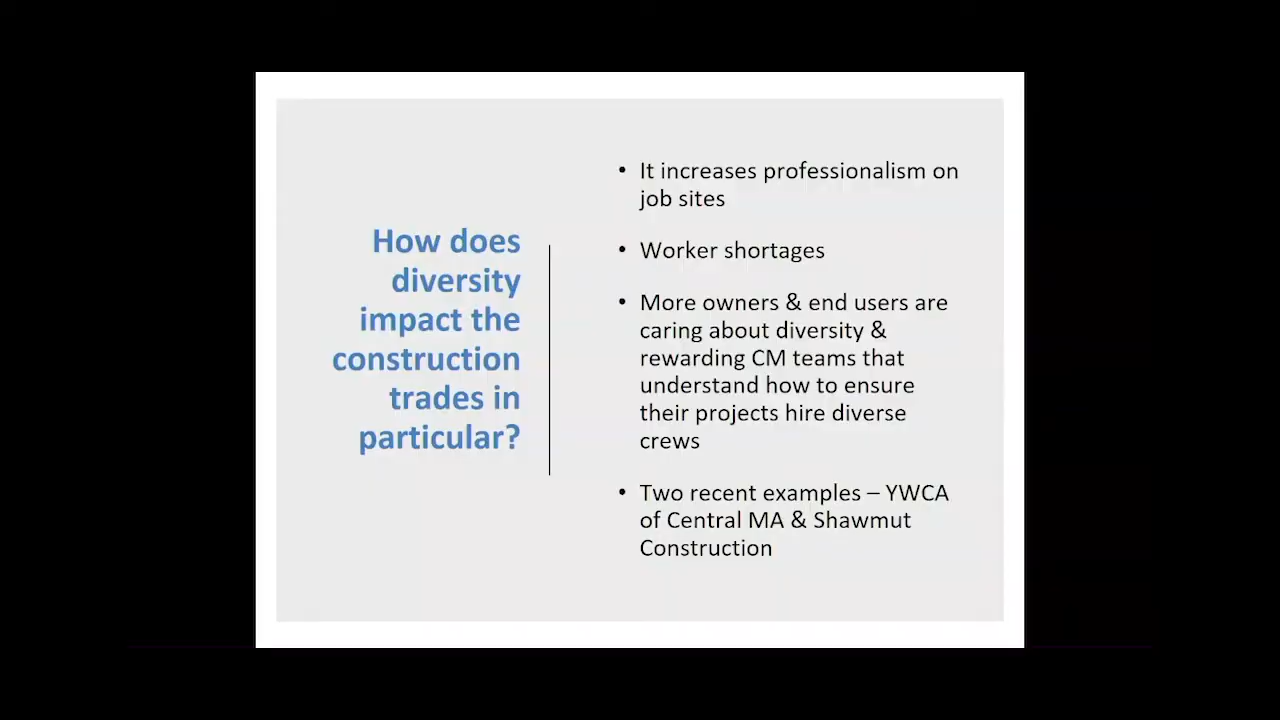 How does
diversity
impact the
construction
trades in
particular?
• It increases professionalism on
job sites
• Worker shortages
• More owners & end users are
caring about diversity &
rewarding CM teams that
understand how to ensure
their projects hire diverse
crews
• Two recent examples – YWCA
of Central MA & Shawmut
Construction